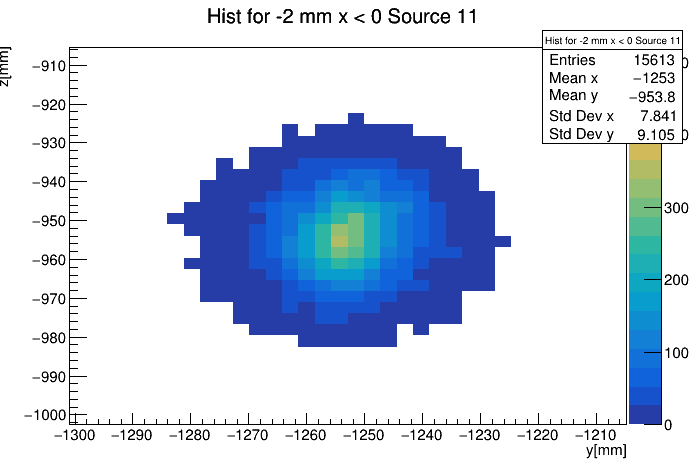 Hist for -2 mm x < 0 Source 11
z[mm]
Hist for -2 mm x < 0 Source 11
Entries 15613
Mean x −1253
Mean y −953.8
Std Dev x 7.841
Std Dev y 9.105
−910
−920
−930
−940
−950
−960
−970
−980
−990
−1000
−1300 −1290 −1280 −1270 −1260 −1250 −1240 −1230 −1220 −1210
y[mm]
300
200
100
0